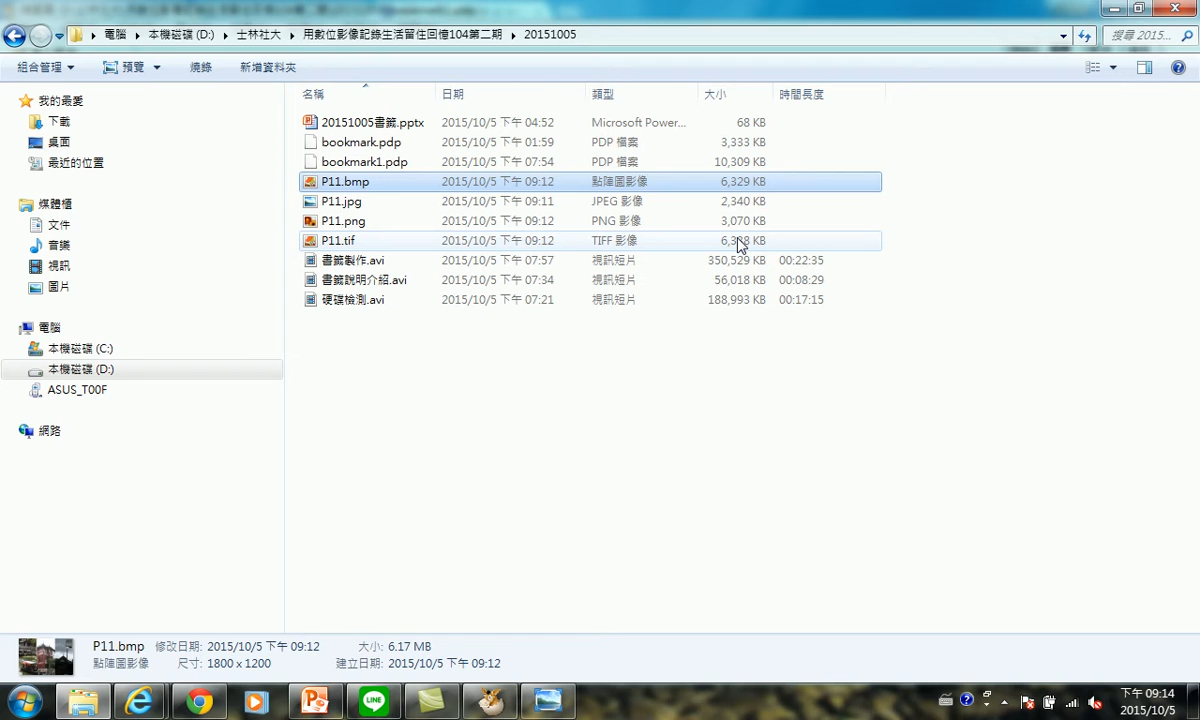 電腦 本機磁碟 (D:) 士林社大 用數位影像記錄生活留住回憶104第二期 20151005
搜尋 2015...
組合管理 預覽 燒錄 新增資料夾
名稱 日期 類型 大小 時間長度
20151005書籤.pptx 2015/10/5 下午 04:52 Microsoft Power... 68 KB
bookmark.pdp 2015/10/5 下午 01:59 PDP 檔案 3,333 KB
bookmark1.pdp 2015/10/5 下午 07:54 PDP 檔案 10,309 KB
P11.bmp 2015/10/5 下午 09:12 點陣圖影像 6,329 KB
P11.jpg 2015/10/5 下午 09:11 JPEG 影像 2,340 KB
P11.png 2015/10/5 下午 09:12 PNG 影像 3,070 KB
P11.tif 2015/10/5 下午 09:12 TIFF 影像 KB
書籤製作.avi 2015/10/5 下午 07:57 視訊短片 350,529 KB 00:22:35
書籤說明介紹.avi 2015/10/5 下午 07:34 視訊短片 56,018 KB 00:08:29
硬碟檢測.avi 2015/10/5 下午 07:21 視訊短片 188,993 KB 00:17:15
我的最愛
下載
桌面
最近的位置
媒體櫃
文件
音樂
視訊
圖片
電腦
本機磁碟 (C:)
本機磁碟 (D:)
ASUS_T00F
網路
P11.bmp 修改日期: 2015/10/5 下午 09:12 大小: 6.17 MB
點陣圖影像 尺寸: 1800 x 1200 建立日期: 2015/10/5 下午 09:12
LINE
下午 09:14
2015/10/5